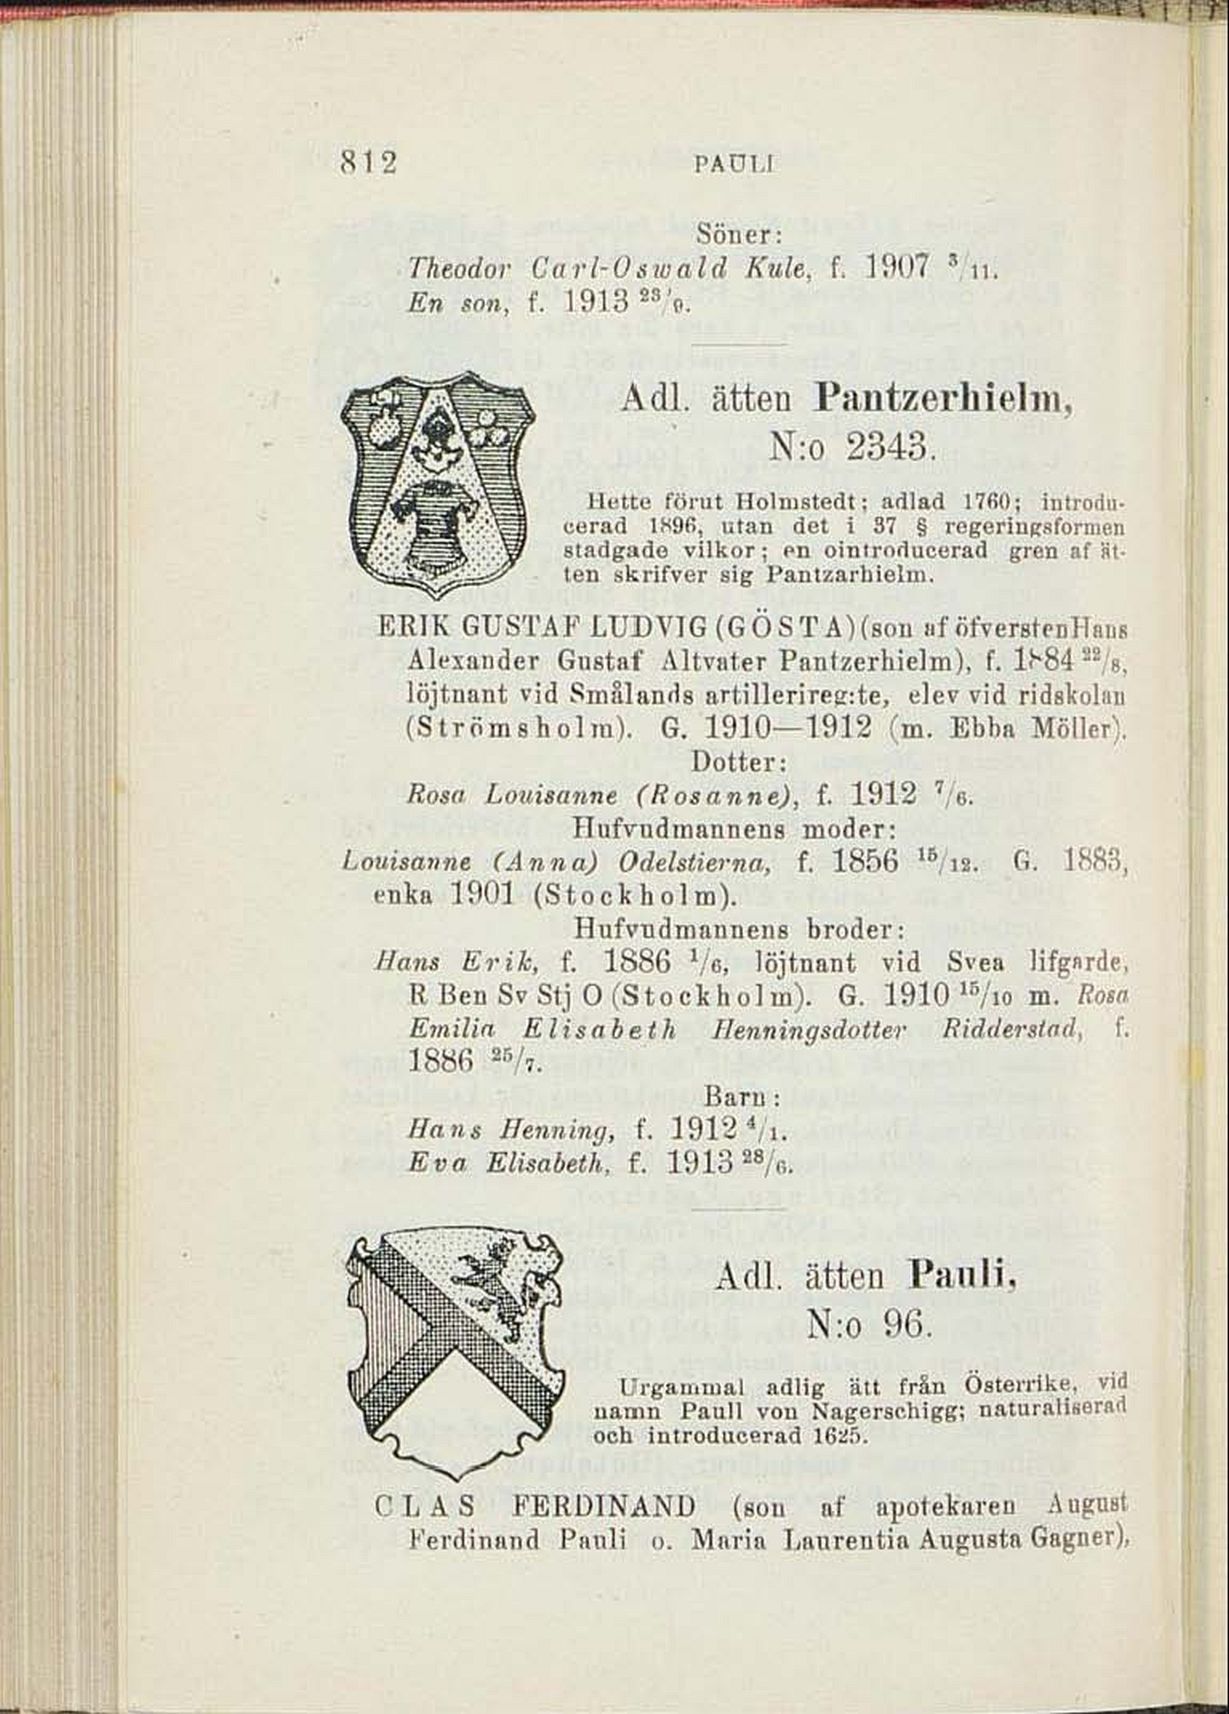 812 PAULI
Söner:
Theodor Carl-Oswald Kule, f. 1907 3/11.
En son, f. 1913 23/9.
Adl. ätten Pantzerhielm,
N:o 2343.
Hette förut Holmstedt; adlad 1760; introdu-
cerad 1896, utan det i 37 § regeringsformen
stadgade vilkor; en ointroducerad gren af ät-
ten skrifver sig Pantzarhielm.
ERIK GUSTAF LUDVIG (GÖSTA) (son af öfversten Hans
Alexander Gustaf Altvater Pantzerhielm), f. 1884 22/8,
löjtnant vid Smålands artillerireg:te, elev vid ridskolan
(Strömsholm). G. 1910—1912 (m. Ebba Möller).
Dotter:
Rosa Louisanne (Rosanne), f. 1912 7/6.
Hufvudmannens moder:
Louisanne (Anna) Odelstierna, f. 1856 15/12. G. 1883,
enka 1901 (Stockholm).
Hufvudmannens broder:
Hans Erik, f. 1886 1/6, löjtnant vid Svea lifgarde,
R Ben Sv Stj O (Stockholm). G. 1910 15/10 m. Rosa
Emilia Elisabeth Henningsdotter Ridderstad, f.
1886 25/7.
Barn:
Hans Henning, f. 1912 4/1.
Eva Elisabeth, f. 1913 28/6.
Adl. ätten Pauli,
N:o 96.
Urgammal adlig ätt från Österrike, vid
namn Paull von Nagerschigg; naturaliserad
och introducerad 1625.
CLAS FERDINAND (son af apotekaren August
Ferdinand Pauli o. Maria Laurentia Augusta Gagner),